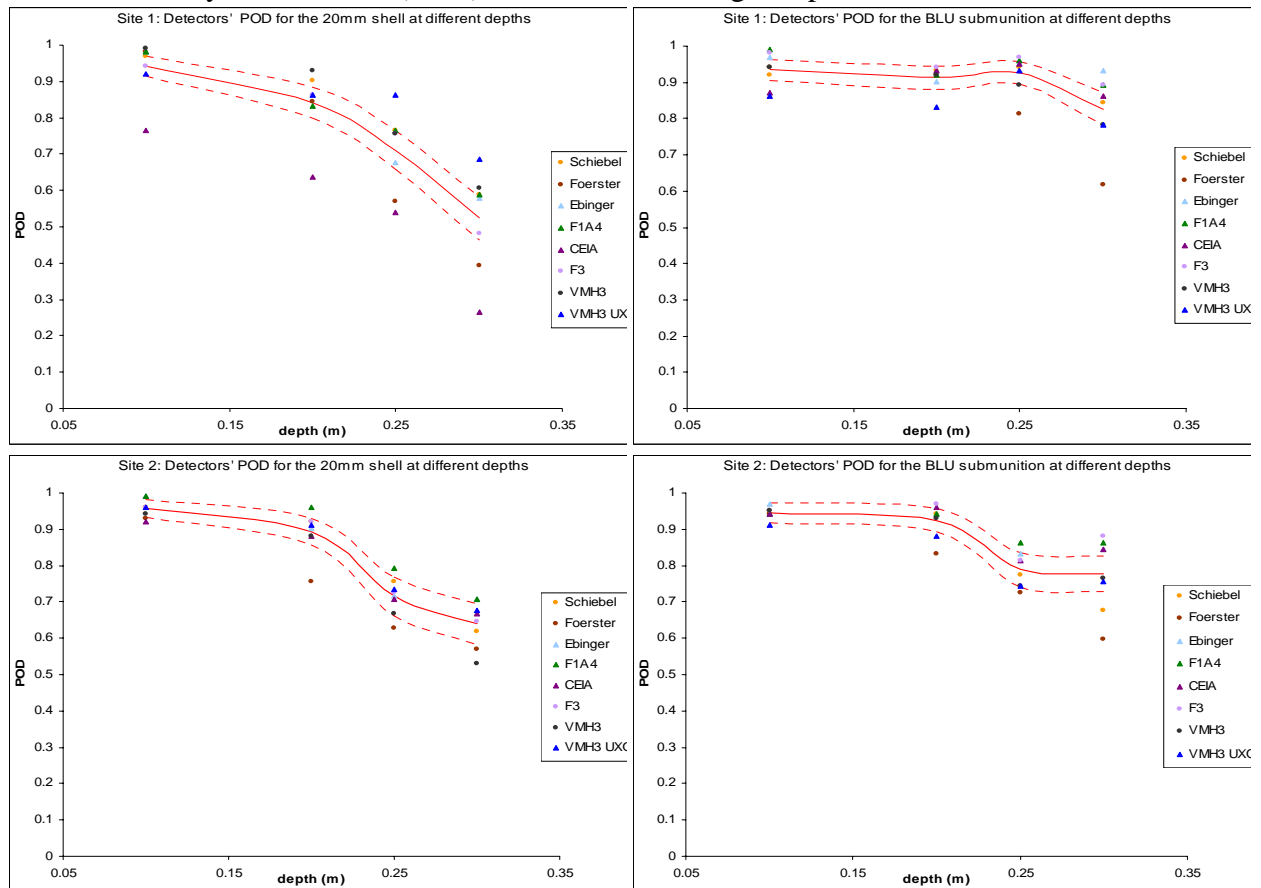 Site 1: Detectors' POD for the 20mm shell at different depths
1
0.9
0.8
0.7
0.6
0.5
0.4
0.3
0.2
0.1
0
POD
0.05 0.15 0.25 0.35
depth (m)
Schiebel
Foerster
Ebinger
F1A4
CEIA
F3
VMH3
VMH3 UX
Site 1: Detectors' POD for the BLU submunition at different depths
1
0.9
0.8
0.7
0.6
0.5
0.4
0.3
0.2
0.1
0
POD
0.05 0.15 0.25 0.35
depth (m)
Schiebel
Foerster
Ebinger
F1A4
CEIA
F3
VMH3
VMH3 UX
Site 2: Detectors' POD for the 20mm shell at different depths
1
0.9
0.8
0.7
0.6
0.5
0.4
0.3
0.2
0.1
0
POD
0.05 0.15 0.25 0.35
depth (m)
Schiebel
Foerster
Ebinger
F1A4
CEIA
F3
VMH3
VMH3 UXO
Site 2: Detectors' POD for the BLU submunition at different depths
1
0.9
0.8
0.7
0.6
0.5
0.4
0.3
0.2
0.1
0
POD
0.05 0.15 0.25 0.35
depth (m)
Schiebel
Foerster
Ebinger
F1A4
CEIA
F3
VMH3
VMH3 UXO